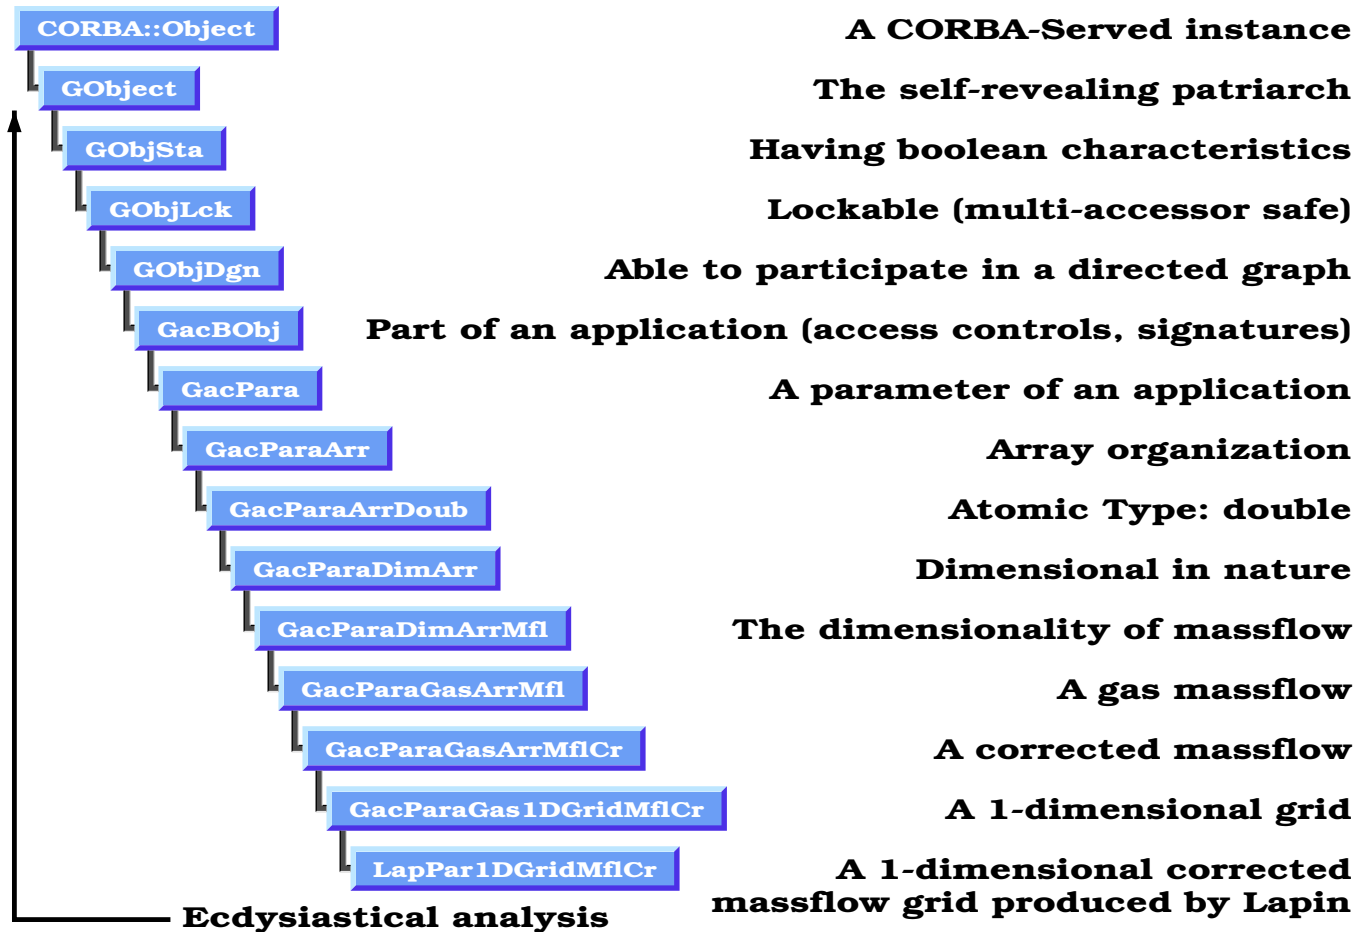 CORBA::Object A CORBA-Served instance
GObject The self-revealing patriarch
GObjSta Having boolean characteristics
GObjLck Lockable (multi-accessor safe)
GObjDgn Able to participate in a directed graph
GacBObj Part of an application (access controls, signatures)
GacPara A parameter of an application
GacParaArr Array organization
GacParaArrDoub Atomic Type: double
GacParaDimArr Dimensional in nature
GacParaDimArrMfl The dimensionality of massflow
GacParaGasArrMfl A gas massflow
GacParaGasArrMflCr A corrected massflow
GacParaGas1DGridMflCr A 1-dimensional grid
LapPar1DGridMflCr A 1-dimensional corrected
massflow grid produced by Lapin
Ecdysiastical analysis